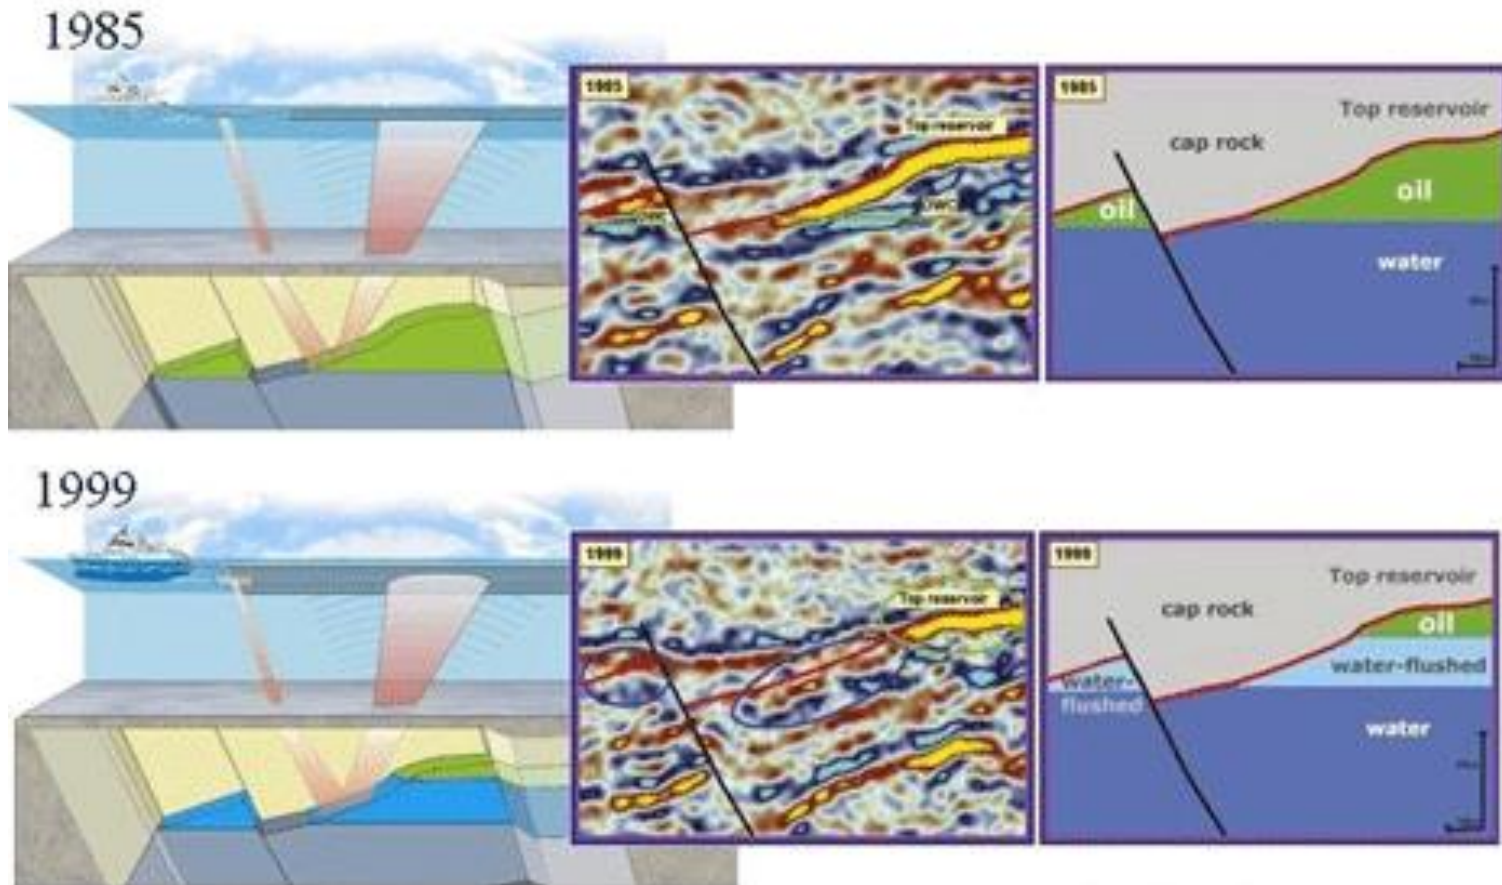 1985
1985
Top reservoir
OWC
1985
Top reservoir
cap rock
oil
oil
water
1999
1999
Top reservoir
1999
Top reservoir
cap rock
oil
water-flushed
water-
flushed
water